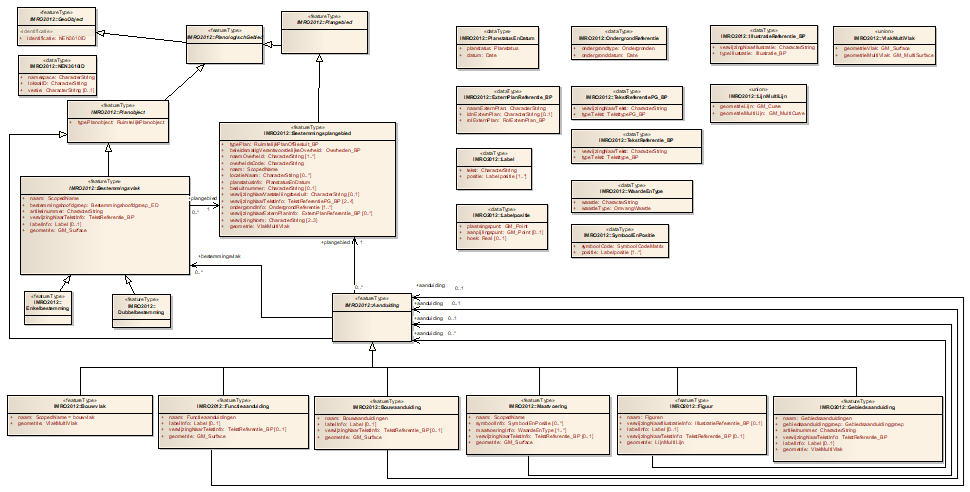 «featureType»
IMRO2012::GeoObject
«identificatie»
+ identificatie: NEN3610ID
«featureType»
IMRO2012::PlanologischGebied
«featureType»
IMRO2012::Plangebied
«dataType»
IMRO2012::NEN3610ID
+ namespace: CharacterString
+ lokaalID: CharacterString
+ versie: CharacterString [0..1]
«featureType»
IMRO2012::Planobject
+ typePlanobject: RuimtelijkPlanobject
«featureType»
IMRO2012::Bestemmingsplangebied
+ typePlan: RuimtelijkPlanOfBesluit_BP
+ beleidsmatigVerantwoordelijkeOverheid: Overheden_BP
+ naamOverheid: CharacterString [1..*]
+ overheidsCode: CharacterString
+ naam: ScopedName
+ locatieNaam: CharacterString [0..*]
+ planstatusInfo: PlanstatusEnDatum
+ besluitnummer: CharacterString [0..1]
+ verwijzingNaarVaststellingsbesluit: CharacterString [0..1]
+ verwijzingNaarTekstInfo: TekstReferentiePG_BP [2..4]
+ ondergrondInfo: OndergrondReferentie [1..*]
+ verwijzingNaarExternPlanInfo: ExternPlanReferentie_BP [0..*]
+ verwijzingNorm: CharacterString [2..3]
+ geometrie: VlakMultiVlak
«featureType»
IMRO2012::Bestemmingsvlak
+ naam: ScopedName
+ bestemmingshoofdgroep: Bestemmingshoofdgroep_ED
+ artikelnummer: CharacterString
+ verwijzingNaarTekstInfo: TekstReferentie_BP
+ labelInfo: Label [0..1]
+ geometrie: GM_Surface
+plangebied
0..*
1
+plangebied
1
+bestemmingsvlak
0..*
0..*
«featureType»
IMRO2012::
Enkelbestemming
«featureType»
IMRO2012::
Dubbelbestemming
«featureType»
IMRO2012::Aanduiding
+aanduiding 0..1
+aanduiding 0..1
+aanduiding 0..1
+aanduiding 0..*
«dataType»
IMRO2012::PlanstatusEnDatum
+ planstatus: Planstatus
+ datum: Date
«dataType»
IMRO2012::OndergrondReferentie
+ ondergrondtype: Ondergronden
+ ondergronddatum: Date
«dataType»
IMRO2012::IllustratieReferentie_BP
+ verwijzingNaarIllustratie: CharacterString
+ typeIllustratie: Illustratie_BP
«union»
IMRO2012::VlakMultiVlak
+ geometrieVlak: GM_Surface
+ geometrieMultiVlak: GM_MultiSurface
«dataType»
IMRO2012::ExternPlanReferentie_BP
+ naamExternPlan: CharacterString
+ idnExternPlan: CharacterString [0..1]
+ rolExternPlan: RolExternPlan_BP
«dataType»
IMRO2012::TekstReferentiePG_BP
+ verwijzingNaarTekst: CharacterString
+ typeTekst: TeksttypePG_BP
«union»
IMRO2012::LijnMultiLijn
+ geometrieLijn: GM_Curve
+ geometrieMultiLijn: GM_MultiCurve
«dataType»
IMRO2012::TekstReferentie_BP
+ verwijzingNaarTekst: CharacterString
+ typeTekst: Teksttype_BP
«dataType»
IMRO2012::Label
+ tekst: CharacterString
+ positie: Labelpositie [1..*]
«dataType»
IMRO2012::WaardeEnType
+ waarde: CharacterString
+ waardeType: OmvangWaarde
«dataType»
IMRO2012::Labelpositie
+ plaatsingspunt: GM_Point
+ aanpijlingspunt: GM_Point [0..1]
+ hoek: Real [0..1]
«dataType»
IMRO2012::SymboolEnPositie
+ symboolCode: SymboolCodeMatrix
+ positie: Labelpositie [1..*]
«featureType»
IMRO2012::Bouwvlak
+ naam: ScopedName = bouwvlak
+ geometrie: VlakMultiVlak
«featureType»
IMRO2012::Functieaanduiding
+ naam: Functieaanduidingen
+ labelInfo: Label [0..1]
+ verwijzingNaarTekstInfo: TekstReferentie_BP [0..1]
+ geometrie: GM_Surface
«featureType»
IMRO2012::Bouwaanduiding
+ naam: Bouwaanduidingen
+ labelInfo: Label [0..1]
+ verwijzingNaarTekstInfo: TekstReferentie_BP [0..1]
+ geometrie: GM_Surface
«featureType»
IMRO2012::Maatvoering
+ naam: ScopedName
+ symboolInfo: SymboolEnPositie [0..*]
+ maatvoeringInfo: WaardeEnType [1..*]
+ verwijzingNaarTekstInfo: TekstReferentie_BP [0..1]
+ geometrie: GM_Surface
«featureType»
IMRO2012::Figuur
+ naam: Figuren
+ verwijzingNaarIllustratieInfo: IllustratieReferentie_BP [0..1]
+ labelInfo: Label [0..1]
+ verwijzingNaarTekstInfo: TekstReferentie_BP [0..1]
+ geometrie: LijnMultiLijn
«featureType»
IMRO2012::Gebiedsaanduiding
+ naam: Gebiedsaanduidingen
+ gebiedsaanduidinggroep: Gebiedsaanduidinggroep
+ artikelnummer: CharacterString
+ verwijzingNaarTekstInfo: TekstReferentie_BP
+ labelInfo: Label [0..1]
+ geometrie: VlakMultiVlak